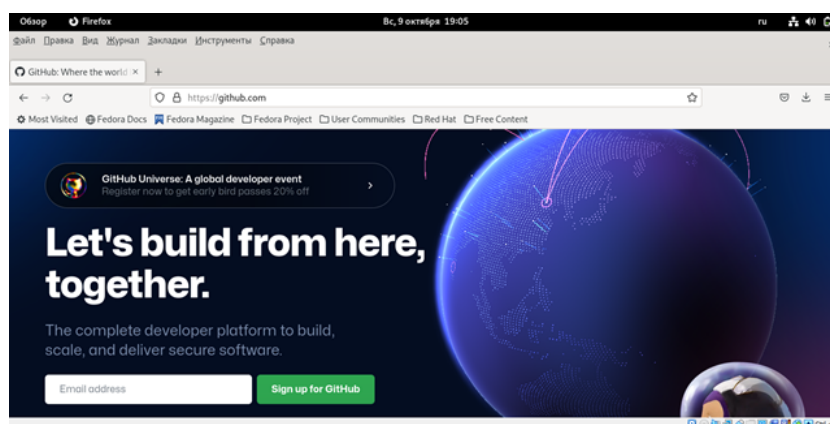 Обзор Firefox Вс, 9 октября 19:05 ru
Файл Правка Вид Журнал Закладки Инструменты Справка
GitHub: Where the world × +
https://github.com
Most Visited Fedora Docs Fedora Magazine Fedora Project User Communities Red Hat Free Content
GitHub Universe: A global developer event
Register now to get early bird passes 20% off
Let's build from here,
together.
The complete developer platform to build,
scale, and deliver secure software.
Email address Sign up for GitHub